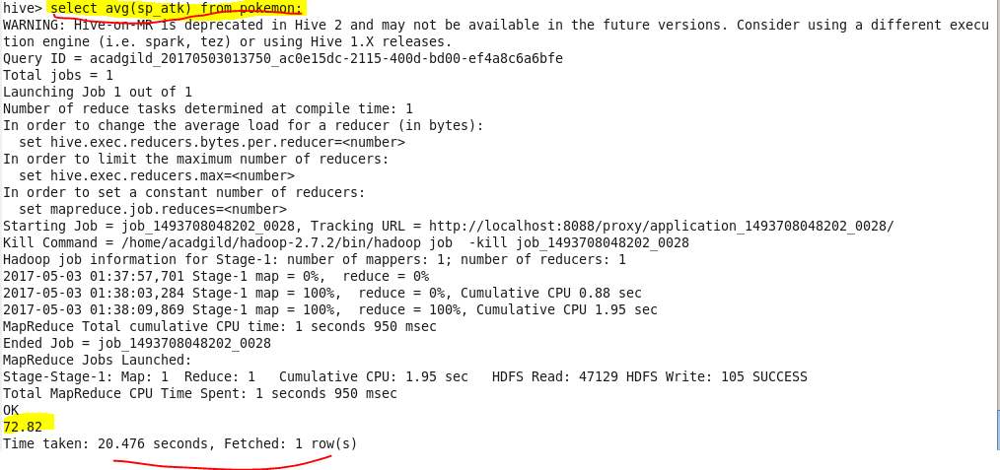 hive> select avg(sp_atk) from pokemon;
WARNING: Hive-on-MR is deprecated in Hive 2 and may not be available in the future versions. Consider using a different execu
tion engine (i.e. spark, tez) or using Hive 1.X releases.
Query ID = acadgild_20170503013750_ac0e15dc-2115-400d-bd00-ef4a8c6a6bfe
Total jobs = 1
Launching Job 1 out of 1
Number of reduce tasks determined at compile time: 1
In order to change the average load for a reducer (in bytes):
  set hive.exec.reducers.bytes.per.reducer=<number>
In order to limit the maximum number of reducers:
  set hive.exec.reducers.max=<number>
In order to set a constant number of reducers:
  set mapreduce.job.reduces=<number>
Starting Job = job_1493708048202_0028, Tracking URL = http://localhost:8088/proxy/application_1493708048202_0028/
Kill Command = /home/acadgild/hadoop-2.7.2/bin/hadoop job  -kill job_1493708048202_0028
Hadoop job information for Stage-1: number of mappers: 1; number of reducers: 1
2017-05-03 01:37:57,701 Stage-1 map = 0%,  reduce = 0%
2017-05-03 01:38:03,284 Stage-1 map = 100%,  reduce = 0%, Cumulative CPU 0.88 sec
2017-05-03 01:38:09,869 Stage-1 map = 100%,  reduce = 100%, Cumulative CPU 1.95 sec
MapReduce Total cumulative CPU time: 1 seconds 950 msec
Ended Job = job_1493708048202_0028
MapReduce Jobs Launched:
Stage-Stage-1: Map: 1  Reduce: 1   Cumulative CPU: 1.95 sec   HDFS Read: 47129 HDFS Write: 105 SUCCESS
Total MapReduce CPU Time Spent: 1 seconds 950 msec
OK
72.82
Time taken: 20.476 seconds, Fetched: 1 row(s)